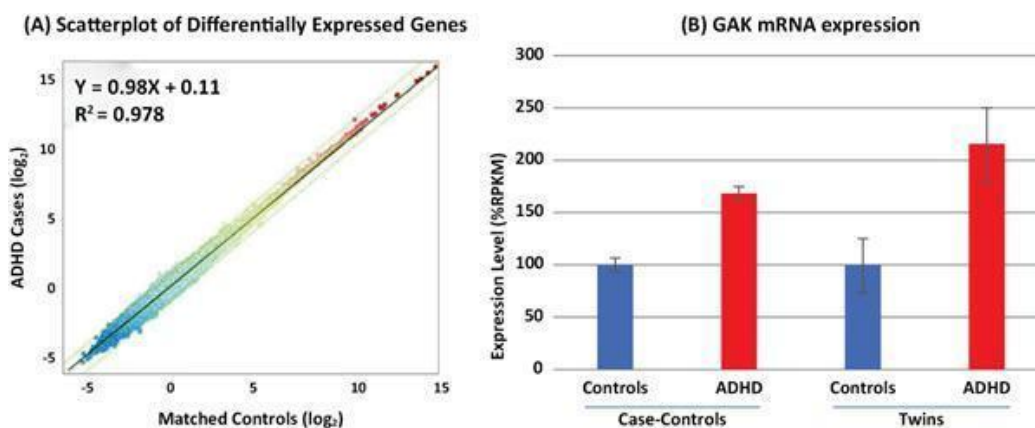 (A) Scatterplot of Differentially Expressed Genes
Y = 0.98X + 0.11
R² = 0.978
ADHD Cases (log₂)
15
10
5
0
-5
-5
0
5
10
15
Matched Controls (log₂)
(B) GAK mRNA expression
Expression Level (%RPKM)
300
250
200
150
100
50
0
Controls
ADHD
Controls
ADHD
Case-Controls
Twins